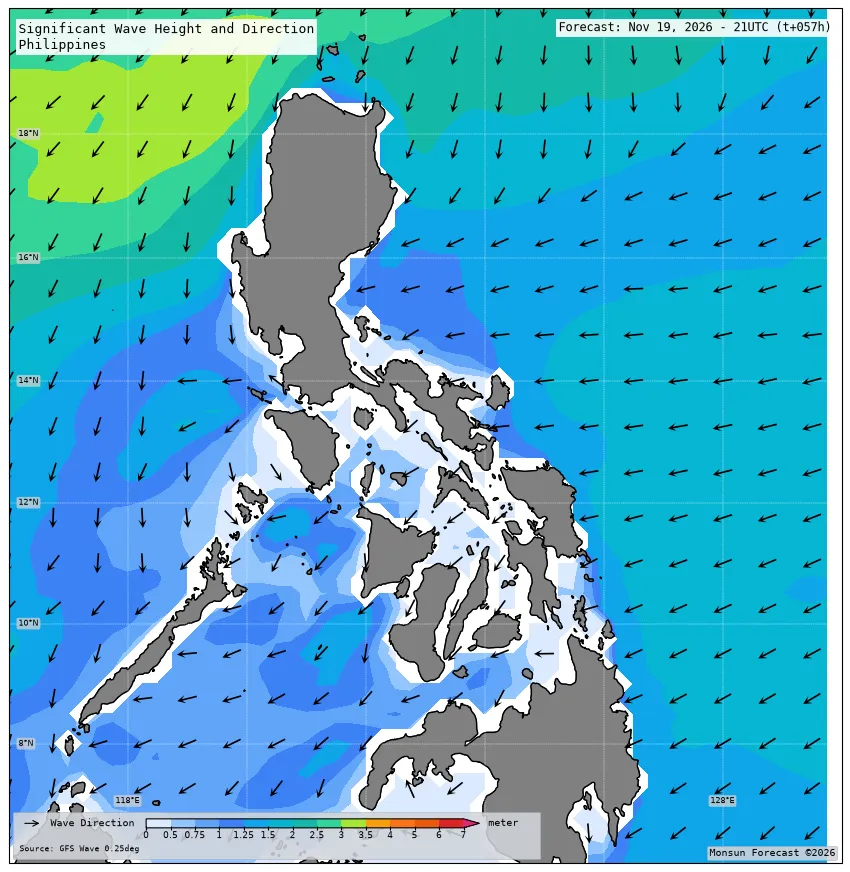 Significant Wave Height and Direction
Philippines
Forecast: Nov 19, 2026 - 21UTC (t+057h)
18°N
16°N
14°N
12°N
10°N
8°N
118°E
128°E
Wave Direction
0 0.5 0.75 1 1.25 1.5 2 2.5 3 3.5 4 5 6 7
meter
Source: GFS Wave 0.25deg
Monsun Forecast ©2026